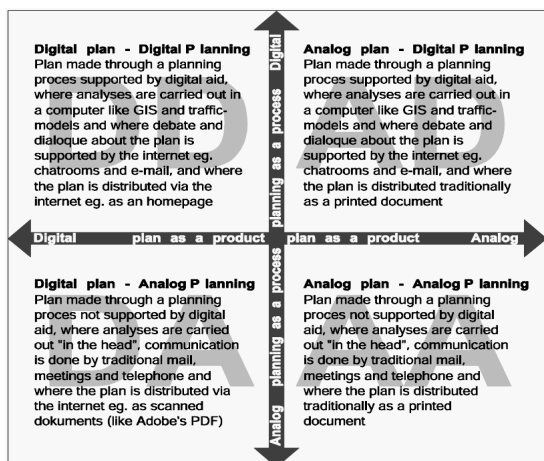 Digital plan - Digital P lanning
Plan made through a planning
proces supported by digital aid,
where analyses are carried out in
a computer like GIS and traffic-
models and where debate and
dialoque about the plan is
supported by the internet eg.
chatrooms and e-mail, and where
the plan is distributed via the
internet eg. as an homepage
DD
Analog plan - Digital P lanning
Plan made through a planning
proces supported by digital aid,
where analyses are carried out in
a computer like GIS and traffic-
models and where debate and
dialoque about the plan is
supported by the internet eg.
chatrooms and e-mail, and where
the plan is distributed traditionally
as a printed document
AD
planning as a process Digital
Digital plan as a product plan as a product Analog
Analog planning as a process
Digital plan - Analog P lanning
Plan made through a planning
proces not supported by digital
aid, where analyses are carried
out "in the head", communication
is done by traditional mail,
meetings and telephone and
where the plan is distributed via
the internet eg. as scanned
dokuments (like Adobe's PDF)
DA
Analog plan - Analog P lanning
Plan made through a planning
proces not supported by digital
aid, where analyses are carried
out "in the head", communication
is done by traditional mail,
meetings and telephone and
where the plan is distributed
traditionally as a printed
document
AA